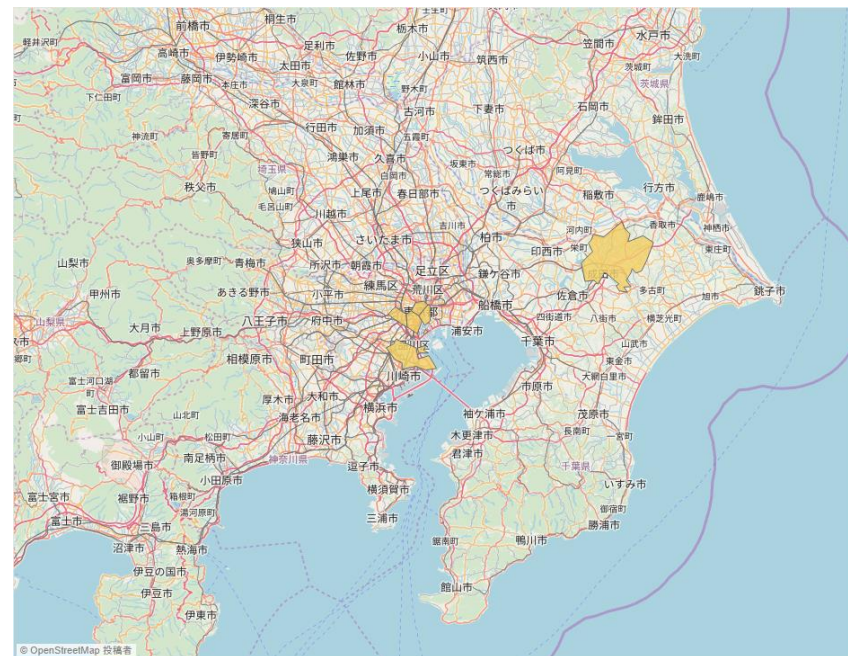 前橋市
桐生市
栃木市
水戸市
軽井沢町
高崎市
伊勢崎市
足利市
佐野市
小山市
筑西市
笠間市
大洗町
太田市
茨城町
富岡市
藤岡市
本庄市
大泉町
館林市
野木町
茨城県
下仁田町
深谷市
古河市
下妻市
石岡市
鉾田市
神流町
寄居町
行田市
加須市
五霞町
つくば市
皆野町
鴻巣市
久喜市
坂東市
常総市
阿見町
埼玉県
白岡市
秩父市
鳩山町
上尾市
春日部市
つくばみらい
市
稲敷市
行方市
鹿嶋市
毛呂山町
川越市
吉川市
河内町
香取市
神栖市
狭山市
さいたま市
柏市
印西市
栄町
東庄町
山梨市
奥多摩町
青梅市
所沢市
朝霞市
足立区
鎌ケ谷市
練馬区
荒川区
佐倉市
多古町
旭市
銚子市
甲州市
あきる野市
小平市
船橋市
山梨県
大月市
上野原市
八王子市
府中市
浦安市
四街道市
八街市
横芝光町
千葉市
山武市
相模原市
町田市
東金市
都留市
川崎市
大網白里市
富士河口湖
町
市原市
厚木市
大和市
富士吉田市
山北町
海老名市
横浜市
袖ケ浦市
茂原市
小山町
松田町
藤沢市
木更津市
長南町
一宮町
御殿場市
南足柄市
神奈川県
逗子市
君津市
千葉県
小田原市
富士宮市
裾野市
箱根町
横須賀市
いすみ市
湯河原町
御宿町
富士市
三島市
三浦市
勝浦市
沼津市
熱海市
鋸南町
鴨川市
伊豆の国市
館山市
伊豆市
伊東市
© OpenStreetMap 投稿者